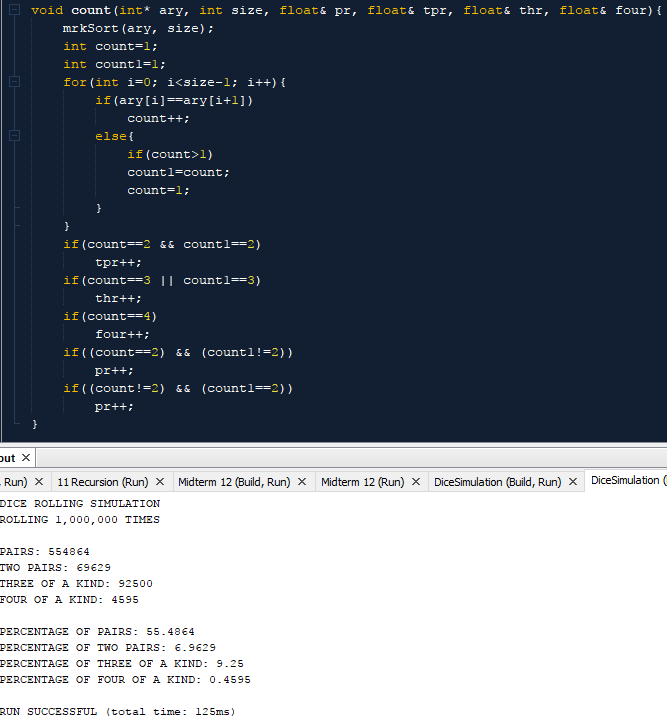 void count(int* ary, int size, float& pr, float& tpr, float& thr, float& four){
    mrkSort(ary, size);
    int count=1;
    int count1=1;
    for(int i=0; i<size-1; i++){
        if(ary[i]==ary[i+1])
            count++;
        else{
            if(count>1)
            count1=count;
            count=1;
        }
    }
    if(count==2 && count1==2)
        tpr++;
    if(count==3 || count1==3)
        thr++;
    if(count==4)
        four++;
    if((count==2) && (count1!=2))
        pr++;
    if((count!=2) && (count1==2))
        pr++;
}
out ×
, Run) × 11 Recursion (Run) × Midterm 12 (Build, Run) × Midterm 12 (Run) × DiceSimulation (Build, Run) × DiceSimulation (
DICE ROLLING SIMULATION
ROLLING 1,000,000 TIMES
PAIRS: 554864
TWO PAIRS: 69629
THREE OF A KIND: 92500
FOUR OF A KIND: 4595
PERCENTAGE OF PAIRS: 55.4864
PERCENTAGE OF TWO PAIRS: 6.9629
PERCENTAGE OF THREE OF A KIND: 9.25
PERCENTAGE OF FOUR OF A KIND: 0.4595
RUN SUCCESSFUL (total time: 125ms)